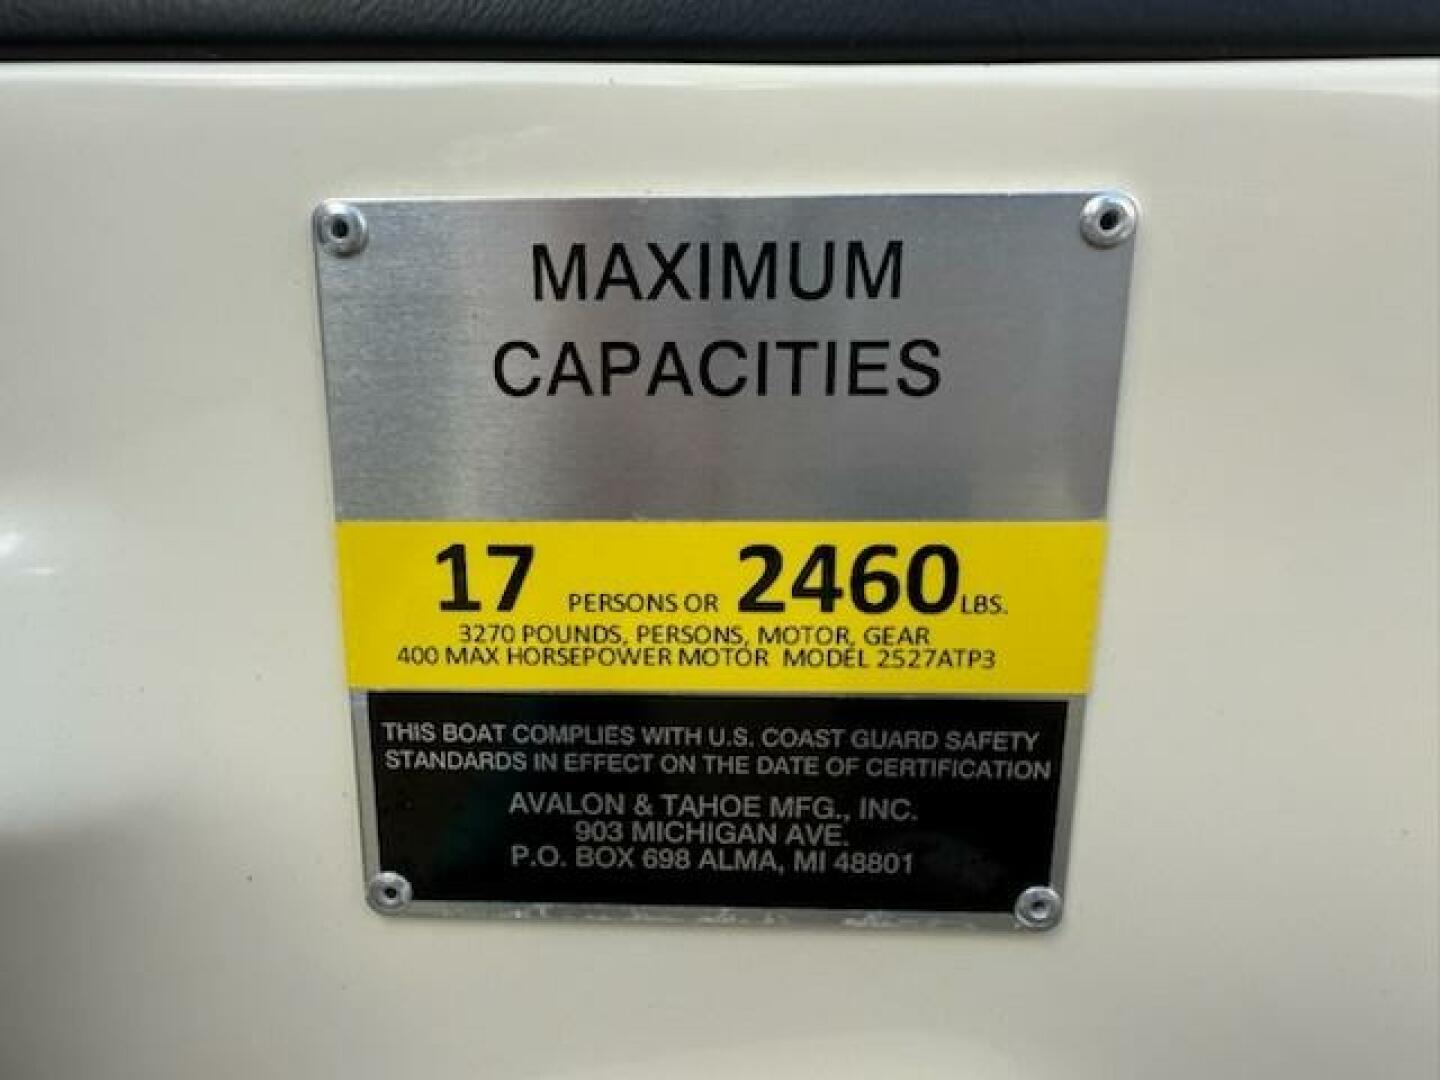 MAXIMUM
CAPACITIES
17 PERSONS OR 2460 LBS.
3270 POUNDS, PERSONS, MOTOR, GEAR
400 MAX HORSEPOWER MOTOR MODEL 2527ATP3
THIS BOAT COMPLIES WITH U.S. COAST GUARD SAFETY
STANDARDS IN EFFECT ON THE DATE OF CERTIFICATION
AVALON & TAHOE MFG., INC.
903 MICHIGAN AVE.
P.O. BOX 698 ALMA, MI 48801